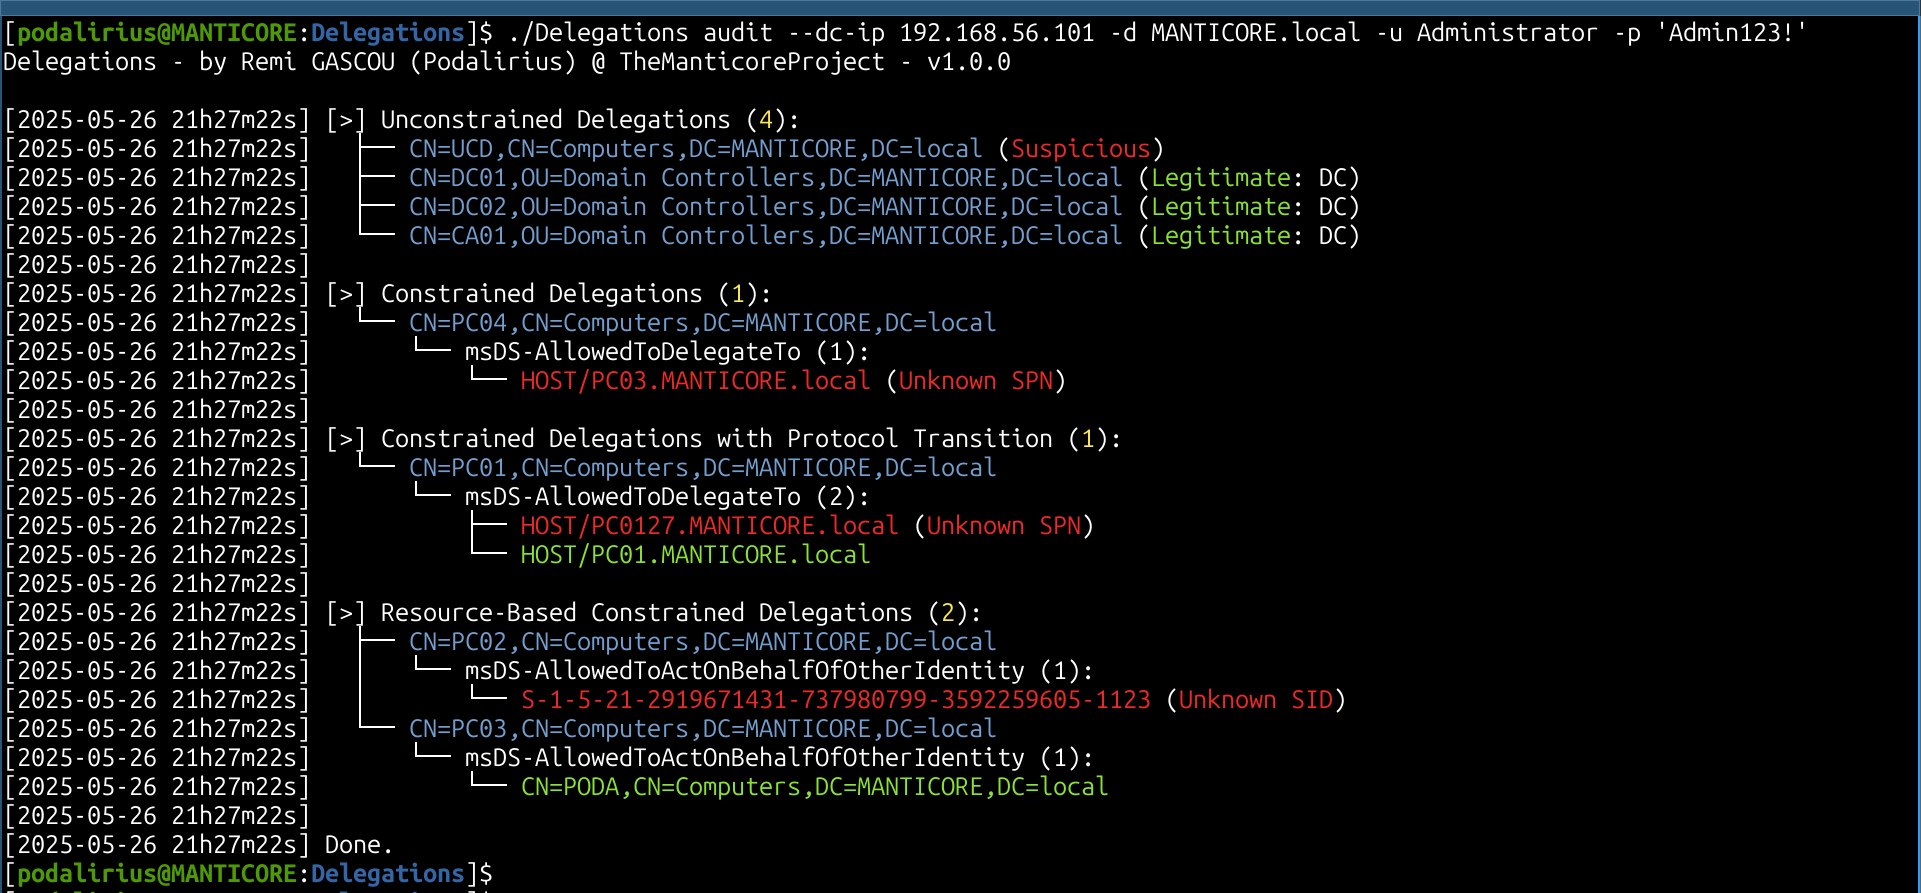 [podalirius@MANTICORE:Delegations]$ ./Delegations audit --dc-ip 192.168.56.101 -d MANTICORE.local -u Administrator -p 'Admin123!'
Delegations - by Remi GASCOU (Podalirius) @ TheManticoreProject - v1.0.0
[2025-05-26 21h27m22s] [>] Unconstrained Delegations (4):
[2025-05-26 21h27m22s]   ├── CN=UCD,CN=Computers,DC=MANTICORE,DC=local (Suspicious)
[2025-05-26 21h27m22s]   ├── CN=DC01,OU=Domain Controllers,DC=MANTICORE,DC=local (Legitimate: DC)
[2025-05-26 21h27m22s]   ├── CN=DC02,OU=Domain Controllers,DC=MANTICORE,DC=local (Legitimate: DC)
[2025-05-26 21h27m22s]   └── CN=CA01,OU=Domain Controllers,DC=MANTICORE,DC=local (Legitimate: DC)
[2025-05-26 21h27m22s]
[2025-05-26 21h27m22s] [>] Constrained Delegations (1):
[2025-05-26 21h27m22s]   └── CN=PC04,CN=Computers,DC=MANTICORE,DC=local
[2025-05-26 21h27m22s]       └── msDS-AllowedToDelegateTo (1):
[2025-05-26 21h27m22s]           └── HOST/PC03.MANTICORE.local (Unknown SPN)
[2025-05-26 21h27m22s]
[2025-05-26 21h27m22s] [>] Constrained Delegations with Protocol Transition (1):
[2025-05-26 21h27m22s]   └── CN=PC01,CN=Computers,DC=MANTICORE,DC=local
[2025-05-26 21h27m22s]       └── msDS-AllowedToDelegateTo (2):
[2025-05-26 21h27m22s]           ├── HOST/PC0127.MANTICORE.local (Unknown SPN)
[2025-05-26 21h27m22s]           └── HOST/PC01.MANTICORE.local
[2025-05-26 21h27m22s]
[2025-05-26 21h27m22s] [>] Resource-Based Constrained Delegations (2):
[2025-05-26 21h27m22s]   ├── CN=PC02,CN=Computers,DC=MANTICORE,DC=local
[2025-05-26 21h27m22s]   │   └── msDS-AllowedToActOnBehalfOfOtherIdentity (1):
[2025-05-26 21h27m22s]   │       └── S-1-5-21-2919671431-737980799-3592259605-1123 (Unknown SID)
[2025-05-26 21h27m22s]   └── CN=PC03,CN=Computers,DC=MANTICORE,DC=local
[2025-05-26 21h27m22s]       └── msDS-AllowedToActOnBehalfOfOtherIdentity (1):
[2025-05-26 21h27m22s]           └── CN=PODA,CN=Computers,DC=MANTICORE,DC=local
[2025-05-26 21h27m22s]
[2025-05-26 21h27m22s] Done.
[podalirius@MANTICORE:Delegations]$